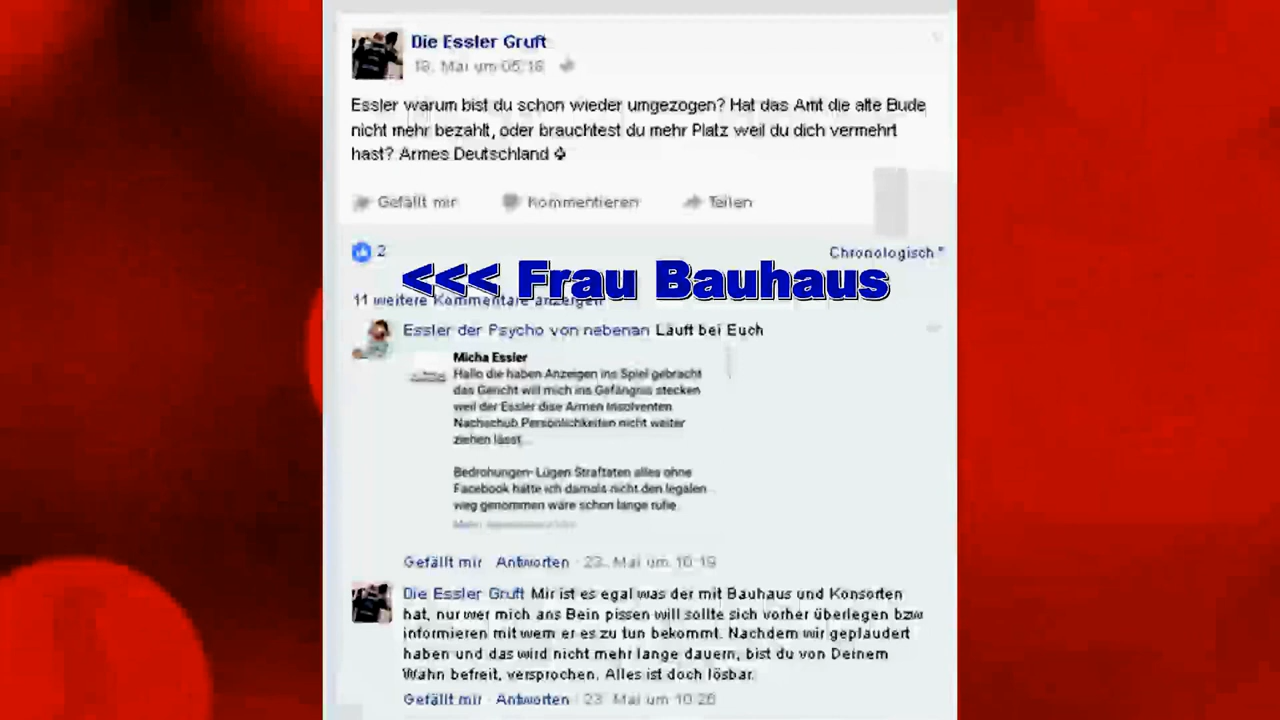 Die Essler Gruft
18. Mai um 05:18
Essler warum bist du schon wieder umgezogen? Hat das Amt die alte Bude
nicht mehr bezahlt, oder brauchtest du mehr Platz weil du dich vermehrt
hast? Armes Deutschland
Gefällt mir Kommentieren Teilen
2
Chronologisch
<<< Frau Bauhaus
11 weitere Kommentare anzeigen
Essler der Psycho von nebenan Läuft bei Euch
Micha Essler
Hallo die haben Anzeigen ins Spiel gebracht
das Gericht will mich ins Gefängnis stecken
weil der Essler dise Armen Insolventen
Nachschub Persönlichkeiten nicht weiter
ziehen lässt
Bedrohungen- Lügen Straftaten alles ohne
Facebook hätte ich damals nicht den legalen
weg genommen wäre schon lange ruhe
Gefällt mir · Antworten · 23. Mai um 10:19
Die Essler Gruft Mir ist es egal was der mit Bauhaus und Konsorten
hat, nur wer mich ans Bein pissen will sollte sich vorher überlegen bzw
informieren mit wem er es zu tun bekommt. Nachdem wir geplaudert
haben und das wird nicht mehr lange dauern, bist du von Deinem
Wahn befreit, versprochen. Alles ist doch lösbar.
Gefällt mir · Antworten · 23. Mai um 10:26